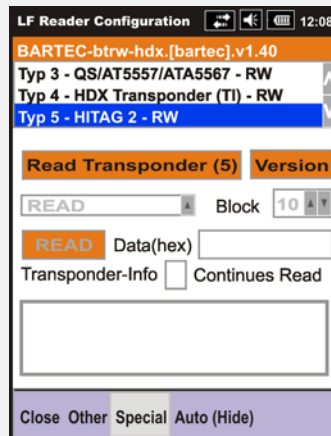 LF Reader Configuration 12:08
BARTEC-btrw-hdx.[bartec].v1.40
Typ 3 - QS/AT5557/ATA5567 - RW
Typ 4 - HDX Transponder (TI) - RW
Typ 5 - HITAG 2 - RW
Read Transponder (5) Version
READ Block 10
READ Data(hex)
Transponder-Info Continues Read
Close Other Special Auto (Hide)